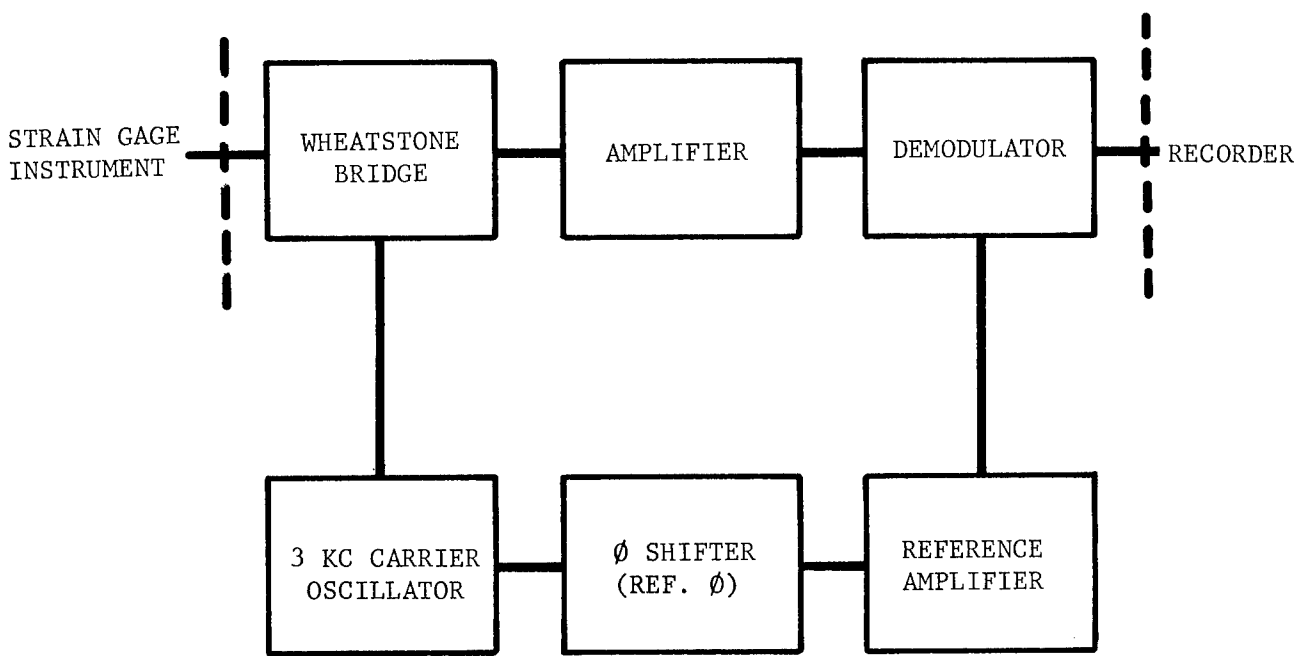 STRAIN GAGE
INSTRUMENT
WHEATSTONE
BRIDGE
AMPLIFIER
DEMODULATOR
RECORDER
3 KC CARRIER
OSCILLATOR
Ø SHIFTER
(REF. Ø)
REFERENCE
AMPLIFIER